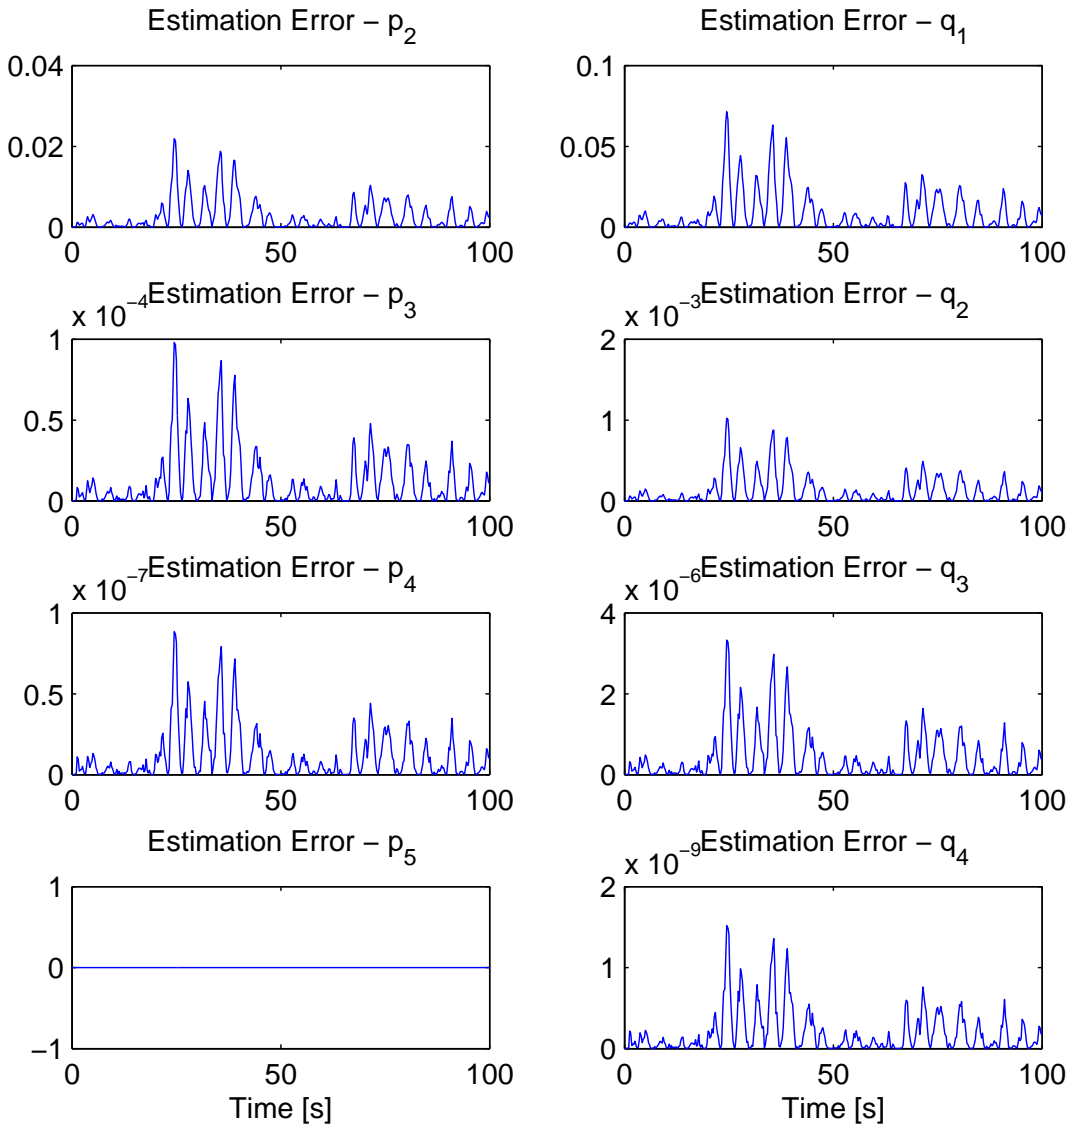 Estimation Error − p2
0.04
0.02
0
0 50 100
Estimation Error − q1
0.1
0.05
0
0 50 100
Estimation Error − p3
x 10−4
1
0.5
0
0 50 100
Estimation Error − q2
x 10−3
2
1
0
0 50 100
Estimation Error − p4
x 10−7
1
0.5
0
0 50 100
Estimation Error − q3
x 10−6
4
2
0
0 50 100
Estimation Error − p5
1
0
−1
0 50 100
Time [s]
Estimation Error − q4
x 10−9
2
1
0
0 50 100
Time [s]